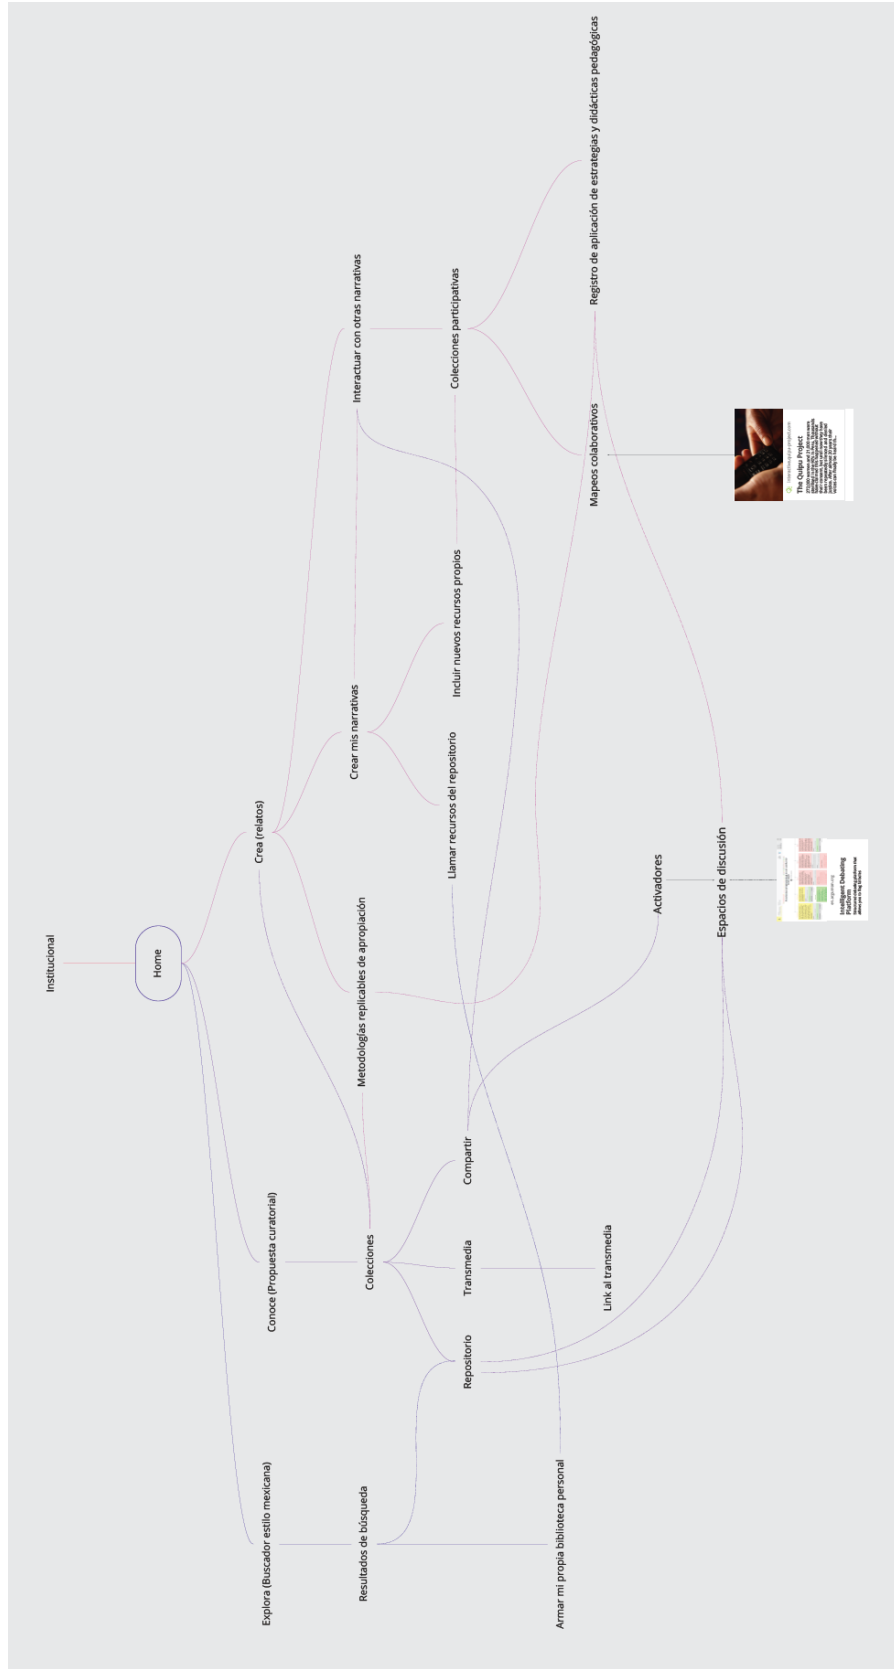 Institucional
Home
Explora (Buscador estilo mexicana)
Conoce (Propuesta curatorial)
Crea (relatos)
Resultados de búsqueda
Colecciones
Metodologías replicables de apropiación
Crear mis narrativas
Interactuar con otras narrativas
Repositorio
Transmedia
Compartir
Llamar recursos del repositorio
Incluir nuevos recursos propios
Colecciones participativas
Armar mi propia biblioteca personal
Link al transmedia
Mapeos colaborativos
Registro de aplicación de estrategias y didácticas pedagógicas
Activadores
Espacios de discusión
The Quipu Project
Intelligent Debating
Platform